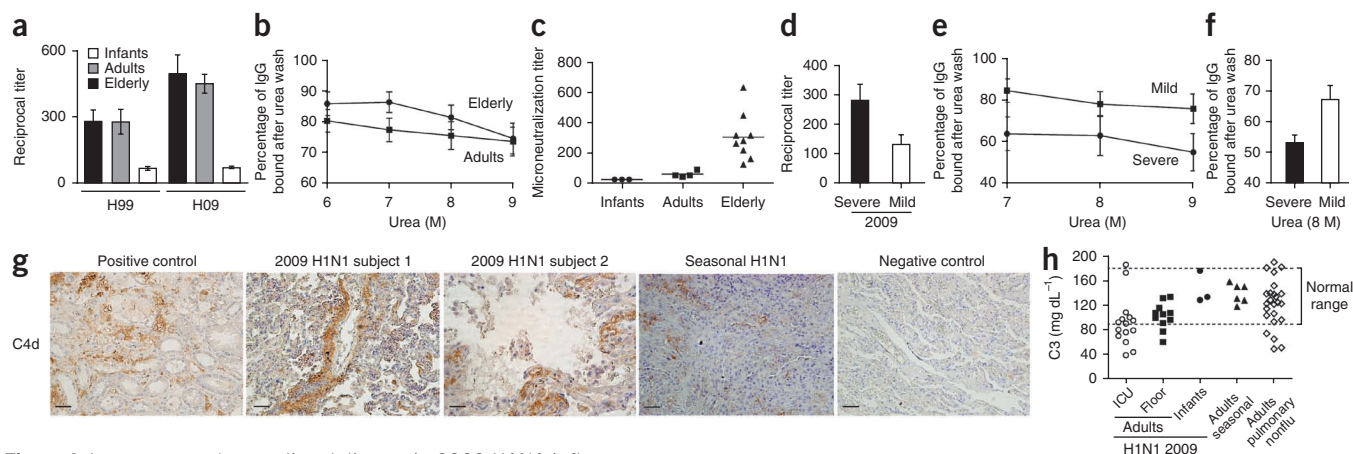 a
Reciprocal titer
600
300
0
Infants
Adults
Elderly
H99
H09
b
Percentage of IgG
bound after urea wash
100
90
80
70
60
6
7
8
9
Elderly
Adults
Urea (M)
c
Microneutralization titer
800
600
400
200
0
Infants
Adults
Elderly
d
Reciprocal titer
400
300
200
100
0
Severe
Mild
2009
e
Percentage of IgG
bound after urea wash
100
80
60
40
7
8
9
Mild
Severe
Urea (M)
f
Percentage of IgG
bound after urea wash
80
70
60
50
40
Severe
Mild
Urea (8 M)
g
Positive control
2009 H1N1 subject 1
2009 H1N1 subject 2
Seasonal H1N1
Negative control
C4d
h
C3 (mg dL⁻¹)
200
160
120
80
40
0
Normal
range
ICU
Floor
Infants
Adults
seasonal
Adults
pulmonary
nonflu
Adults
H1N1 2009